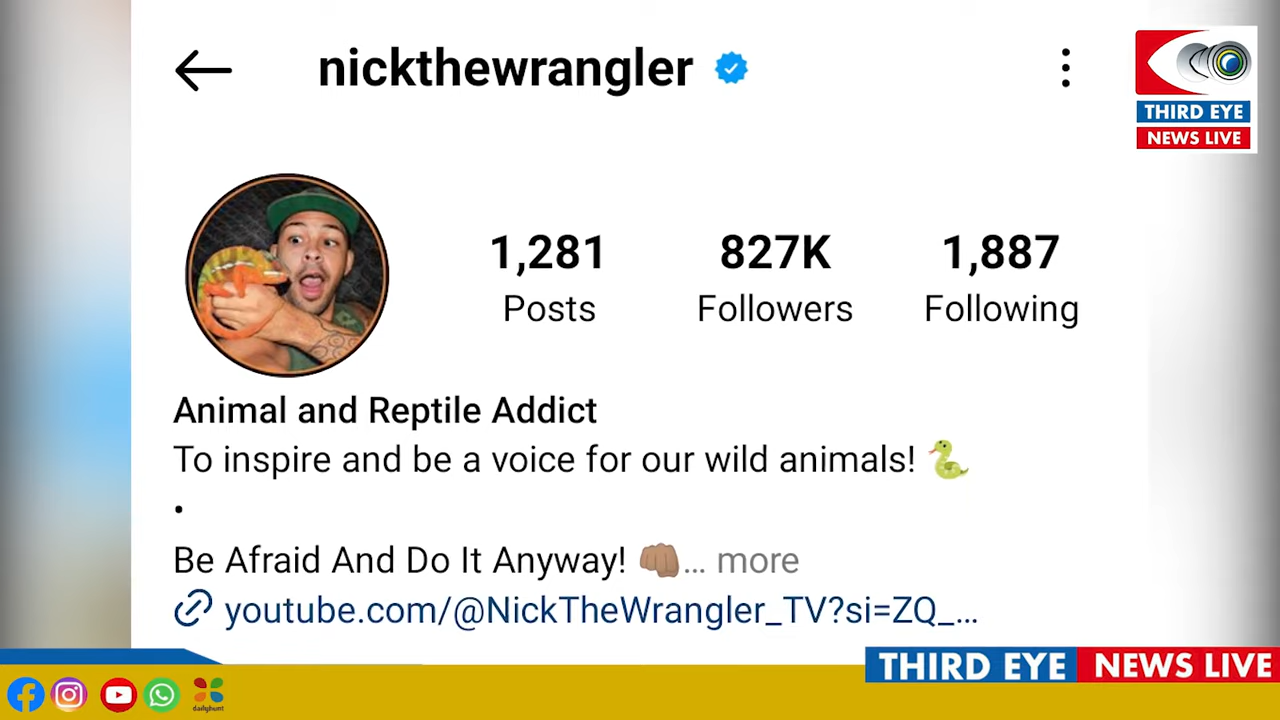 nickthewrangler
THIRD EYE
NEWS LIVE
1,281
827K
1,887
Posts
Followers
Following
Animal and Reptile Addict
To inspire and be a voice for our wild animals! 🐍
•
Be Afraid And Do It Anyway! 👊🏽... more
youtube.com/@NickTheWrangler_TV?si=ZQ_...
THIRD EYE NEWS LIVE
dailyhunt